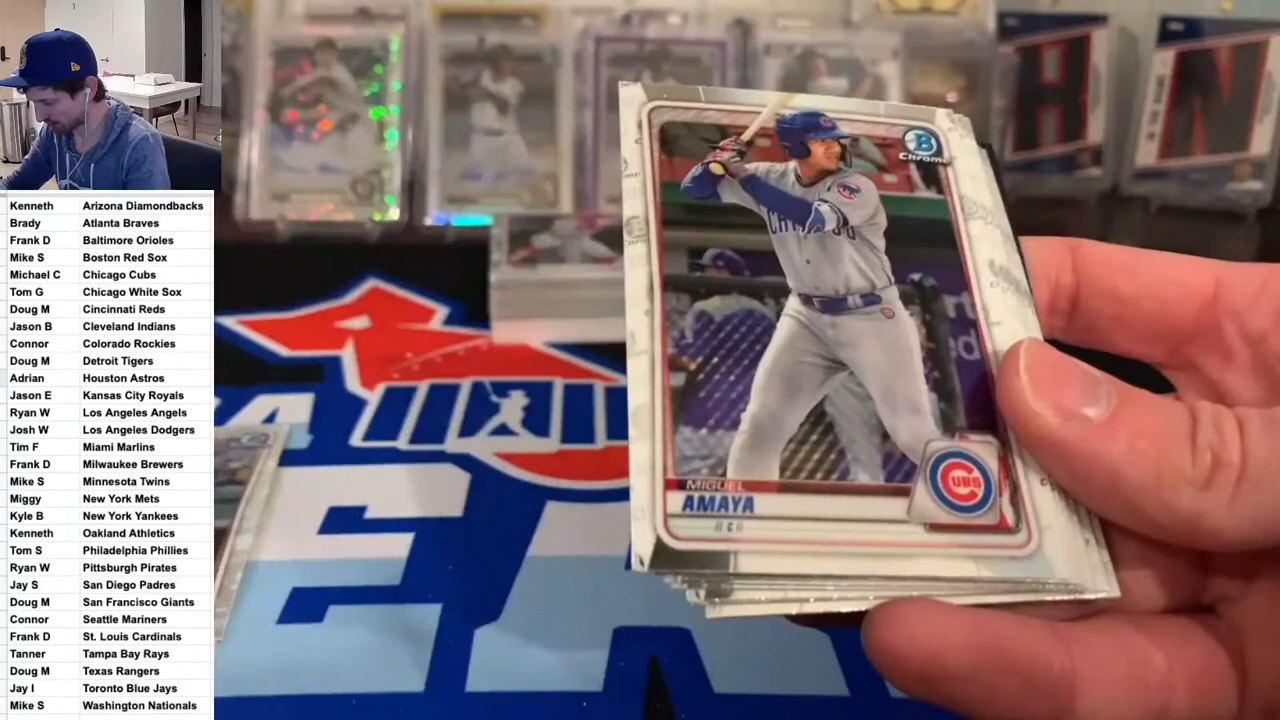 Kenneth Arizona Diamondbacks
Brady Atlanta Braves
Frank D Baltimore Orioles
Mike S Boston Red Sox
Michael C Chicago Cubs
Tom G Chicago White Sox
Doug M Cincinnati Reds
Jason B Cleveland Indians
Connor Colorado Rockies
Doug M Detroit Tigers
Adrian Houston Astros
Jason E Kansas City Royals
Ryan W Los Angeles Angels
Josh W Los Angeles Dodgers
Tim F Miami Marlins
Frank D Milwaukee Brewers
Mike S Minnesota Twins
Miggy New York Mets
Kyle B New York Yankees
Kenneth Oakland Athletics
Tom S Philadelphia Phillies
Ryan W Pittsburgh Pirates
Jay S San Diego Padres
Doug M San Francisco Giants
Connor Seattle Mariners
Frank D St. Louis Cardinals
Tanner Tampa Bay Rays
Doug M Texas Rangers
Jay I Toronto Blue Jays
Mike S Washington Nationals
H
N
B
Chrome
CUBS
MIGUEL
AMAYA
C